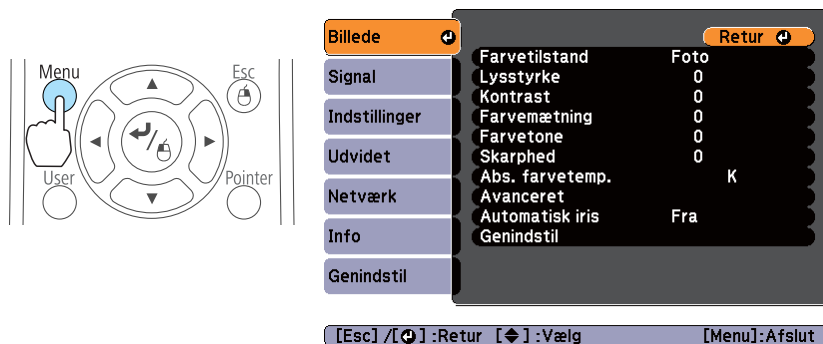 Menu
Esc
User
Pointer
Billede
Signal
Indstillinger
Udvidet
Netværk
Info
Genindstil
Retur
Farvetilstand Foto
Lysstyrke 0
Kontrast 0
Farvemætning 0
Farvetone 0
Skarphed 0
Abs. farvetemp. K
Avanceret
Automatisk iris Fra
Genindstil
[Esc] /[ ] :Retur [ ] :Vælg [Menu]:Afslut